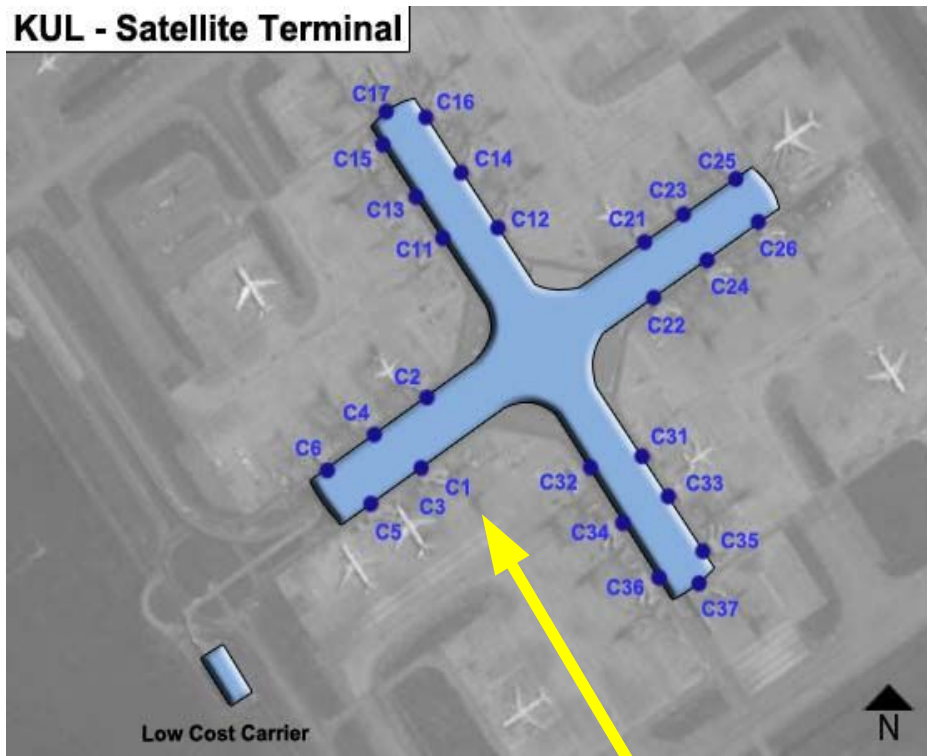 KUL - Satellite Terminal
C17
C16
C15
C14
C25
C13
C23
C12
C21
C11
C26
C24
C22
C2
C4
C6
C31
C32
C1
C3
C33
C5
C34
C35
C36
C37
Low Cost Carrier
N